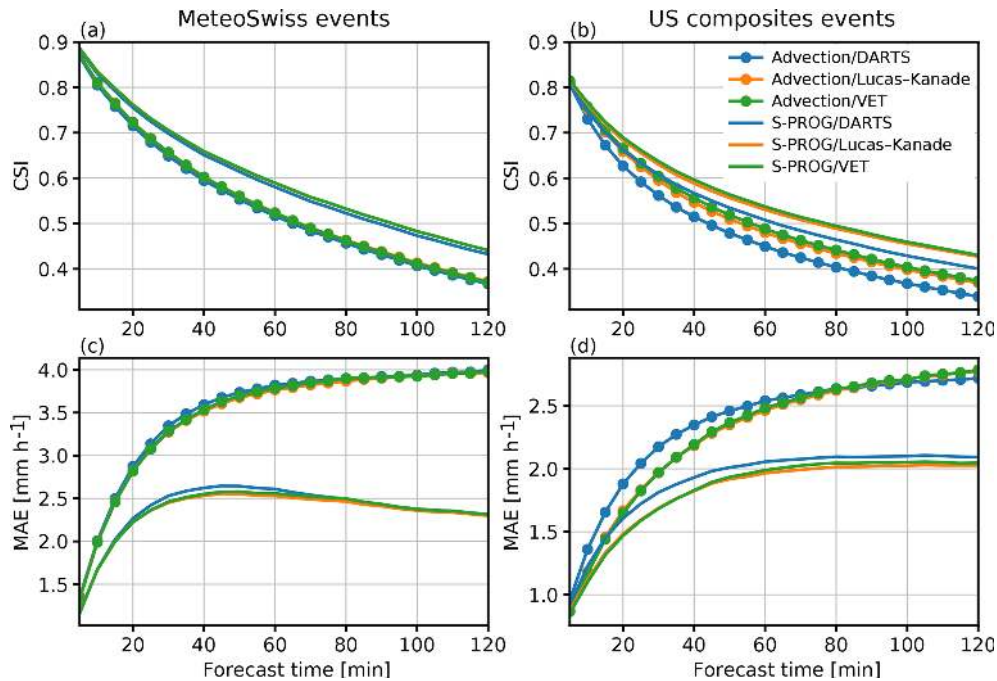 MeteoSwiss events
US composites events
(a)
(b)
0.9
0.8
0.7
0.6
0.5
0.4
CSI
20 40 60 80 100 120
0.9
0.8
0.7
0.6
0.5
0.4
CSI
Advection/DARTS
Advection/Lucas–Kanade
Advection/VET
S-PROG/DARTS
S-PROG/Lucas–Kanade
S-PROG/VET
20 40 60 80 100 120
(c)
(d)
4.0
3.5
3.0
2.5
2.0
1.5
MAE [mm h-1]
20 40 60 80 100 120
Forecast time [min]
2.5
2.0
1.5
1.0
MAE [mm h-1]
20 40 60 80 100 120
Forecast time [min]